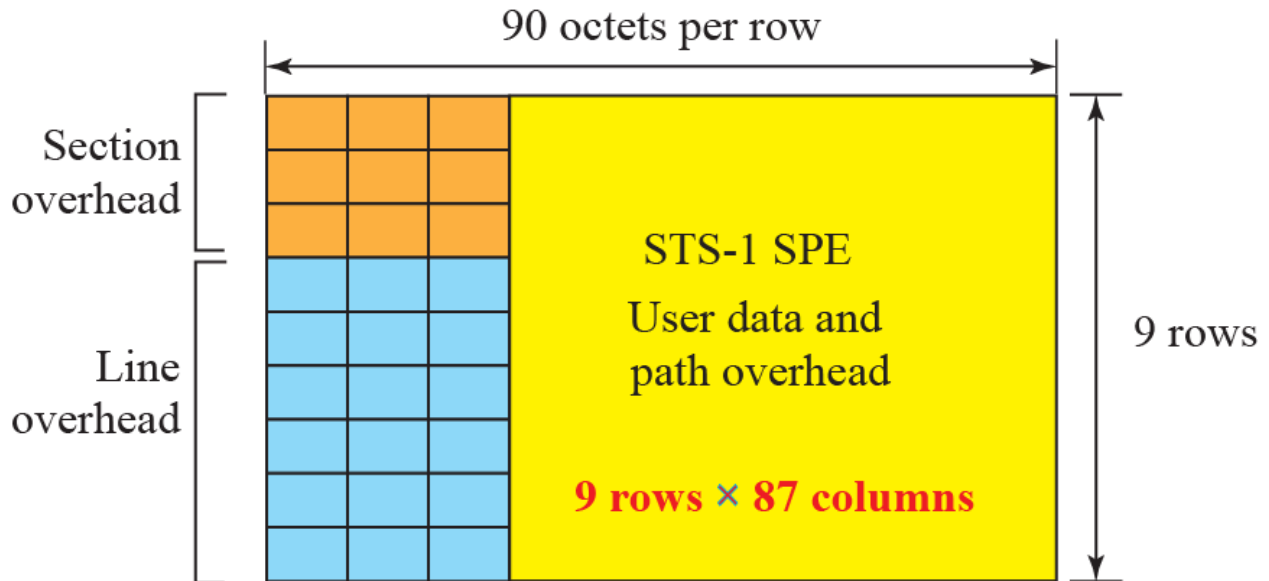 90 octets per row
Section
overhead
Line
overhead
STS-1 SPE
User data and
path overhead
9 rows × 87 columns
9 rows